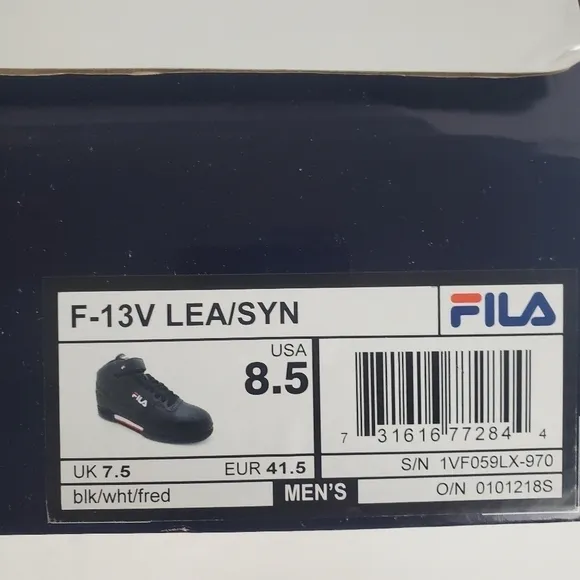 F-13V LEA/SYN
FILA
USA
8.5
FILA
7 31616 77284 4
UK 7.5 EUR 41.5
S/N 1VF059LX-970
blk/wht/fred
MEN'S
O/N 0101218S